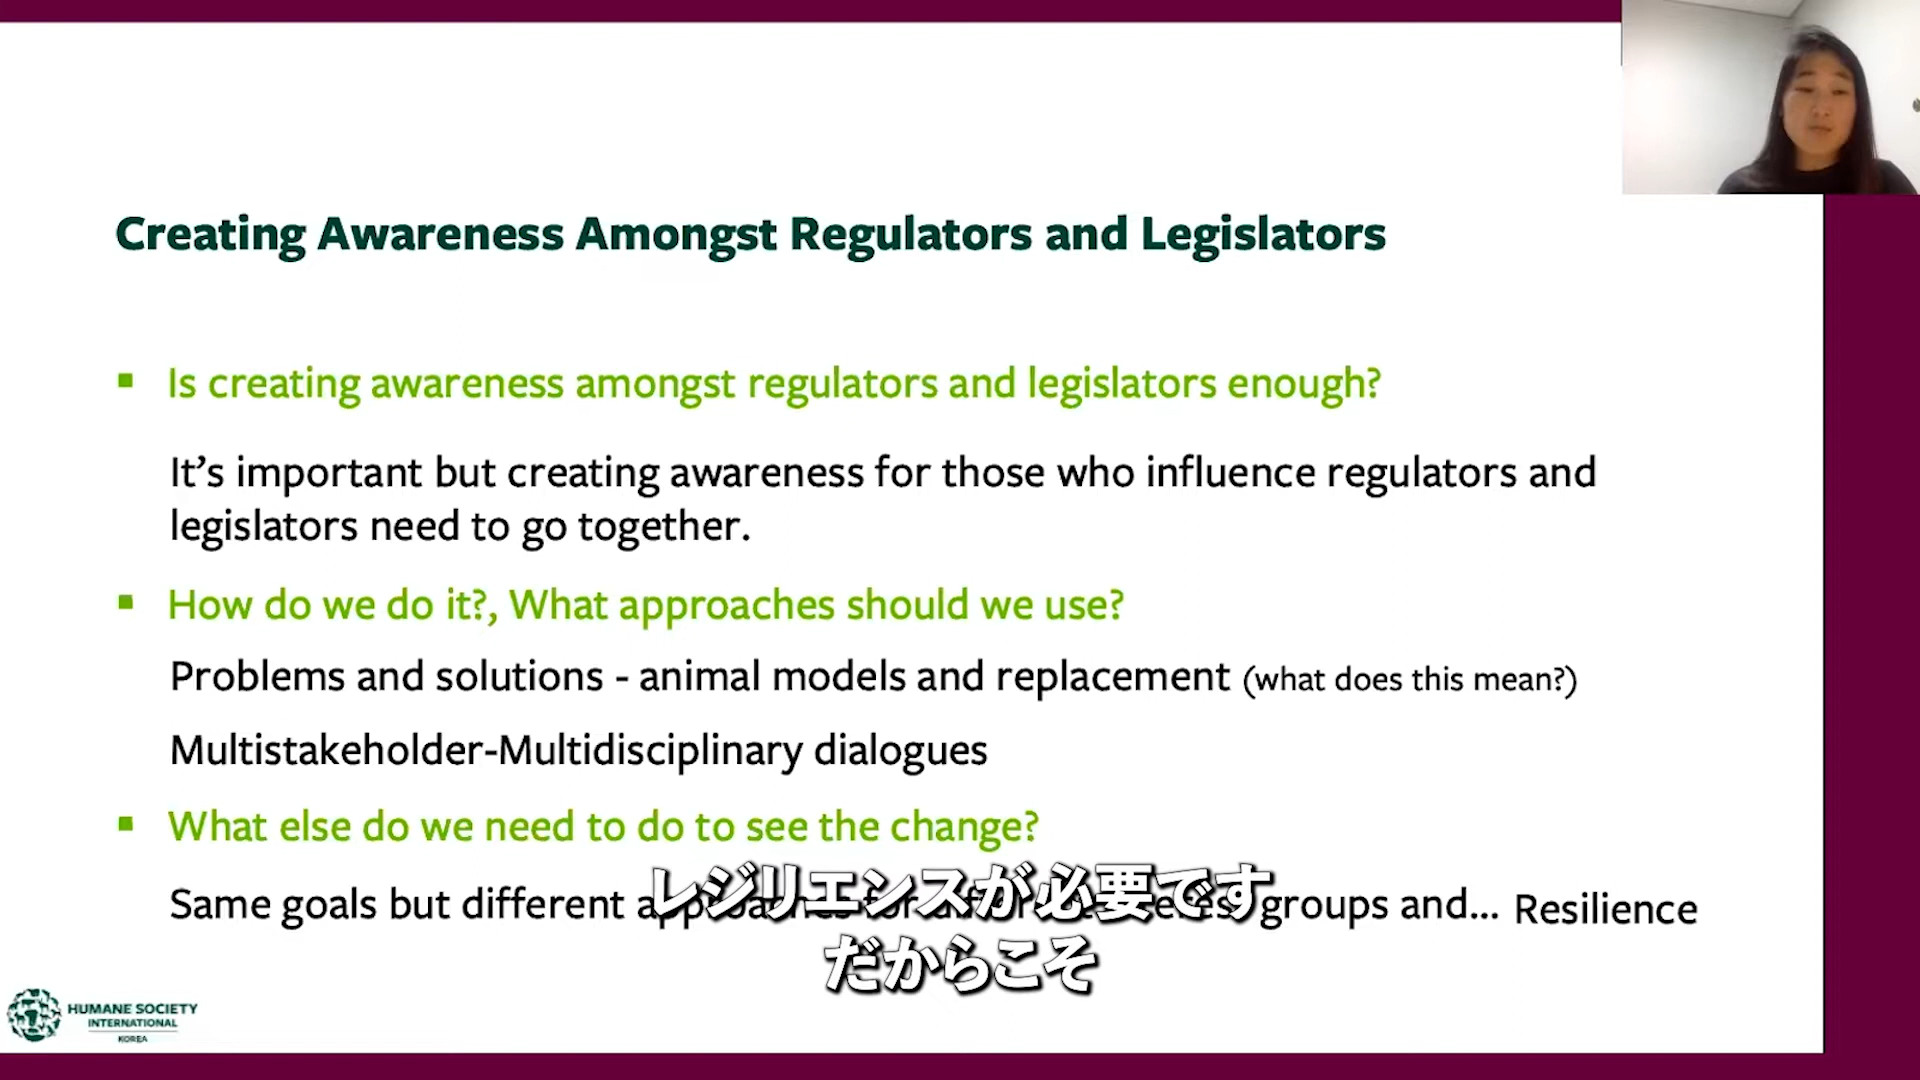 Creating Awareness Amongst Regulators and Legislators
▪ Is creating awareness amongst regulators and legislators enough?
It's important but creating awareness for those who influence regulators and
legislators need to go together.
▪ How do we do it?, What approaches should we use?
Problems and solutions - animal models and replacement (what does this mean?)
Multistakeholder-Multidisciplinary dialogues
▪ What else do we need to do to see the change?
Same goals but different groups and... Resilience
レジリエンスが必要です
だからこそ
HUMANE SOCIETY
INTERNATIONAL
KOREA